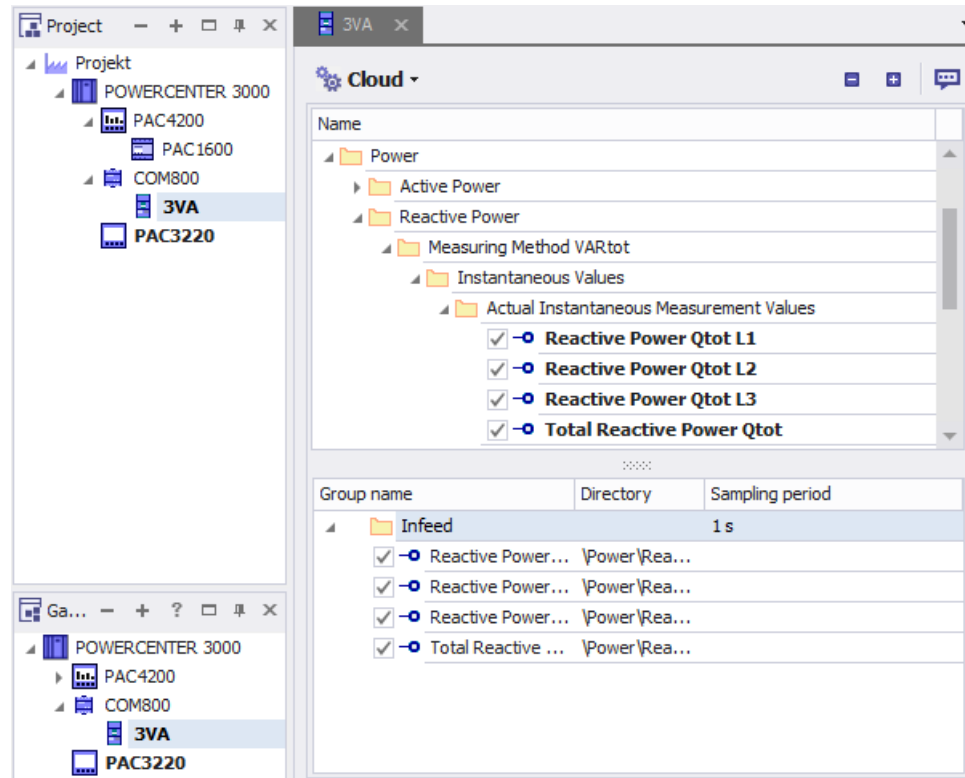 Project
Projekt
POWERCENTER 3000
PAC4200
PAC1600
COM800
3VA
PAC3220
Ga...
POWERCENTER 3000
PAC4200
COM800
3VA
PAC3220
3VA
Cloud
Name
Power
Active Power
Reactive Power
Measuring Method VARtot
Instantaneous Values
Actual Instantaneous Measurement Values
Reactive Power Qtot L1
Reactive Power Qtot L2
Reactive Power Qtot L3
Total Reactive Power Qtot
Group name Directory Sampling period
Infeed 1 s
Reactive Power... \Power\Rea...
Reactive Power... \Power\Rea...
Reactive Power... \Power\Rea...
Total Reactive ... \Power\Rea...